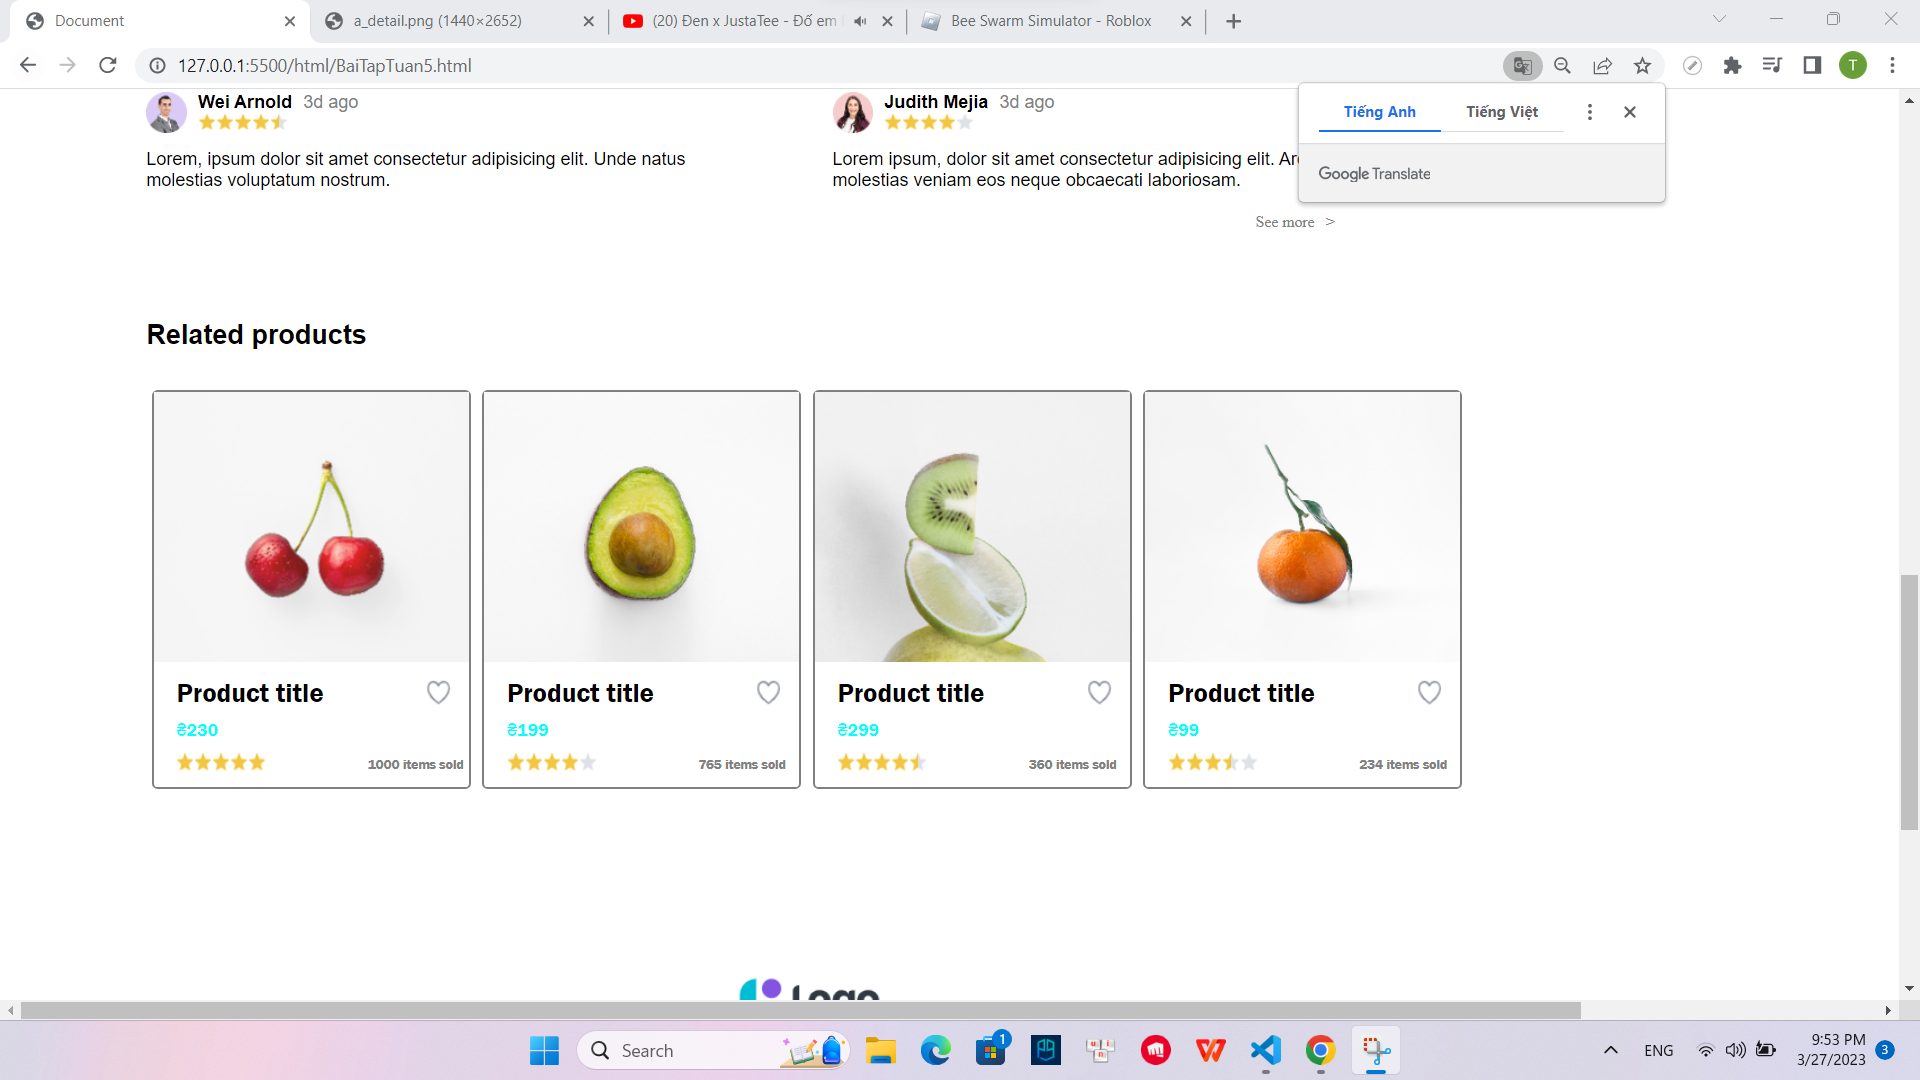 Document
a_detail.png (1440×2652)
(20) Đen x JustaTee - Đố em
Bee Swarm Simulator - Roblox
127.0.0.1:5500/html/BaiTapTuan5.html
T
Tiếng Anh Tiếng Việt
Google Translate
Wei Arnold 3d ago
Lorem, ipsum dolor sit amet consectetur adipisicing elit. Unde natus
molestias voluptatum nostrum.
Judith Mejia 3d ago
Lorem ipsum, dolor sit amet consectetur adipisicing elit.
molestias veniam eos neque obcaecati laboriosam.
See more >
Related products
Product title
₴230
1000 items sold
Product title
₴199
765 items sold
Product title
₴299
360 items sold
Product title
₴99
234 items sold
Logo
Search
1
ENG
9:53 PM
3/27/2023
3